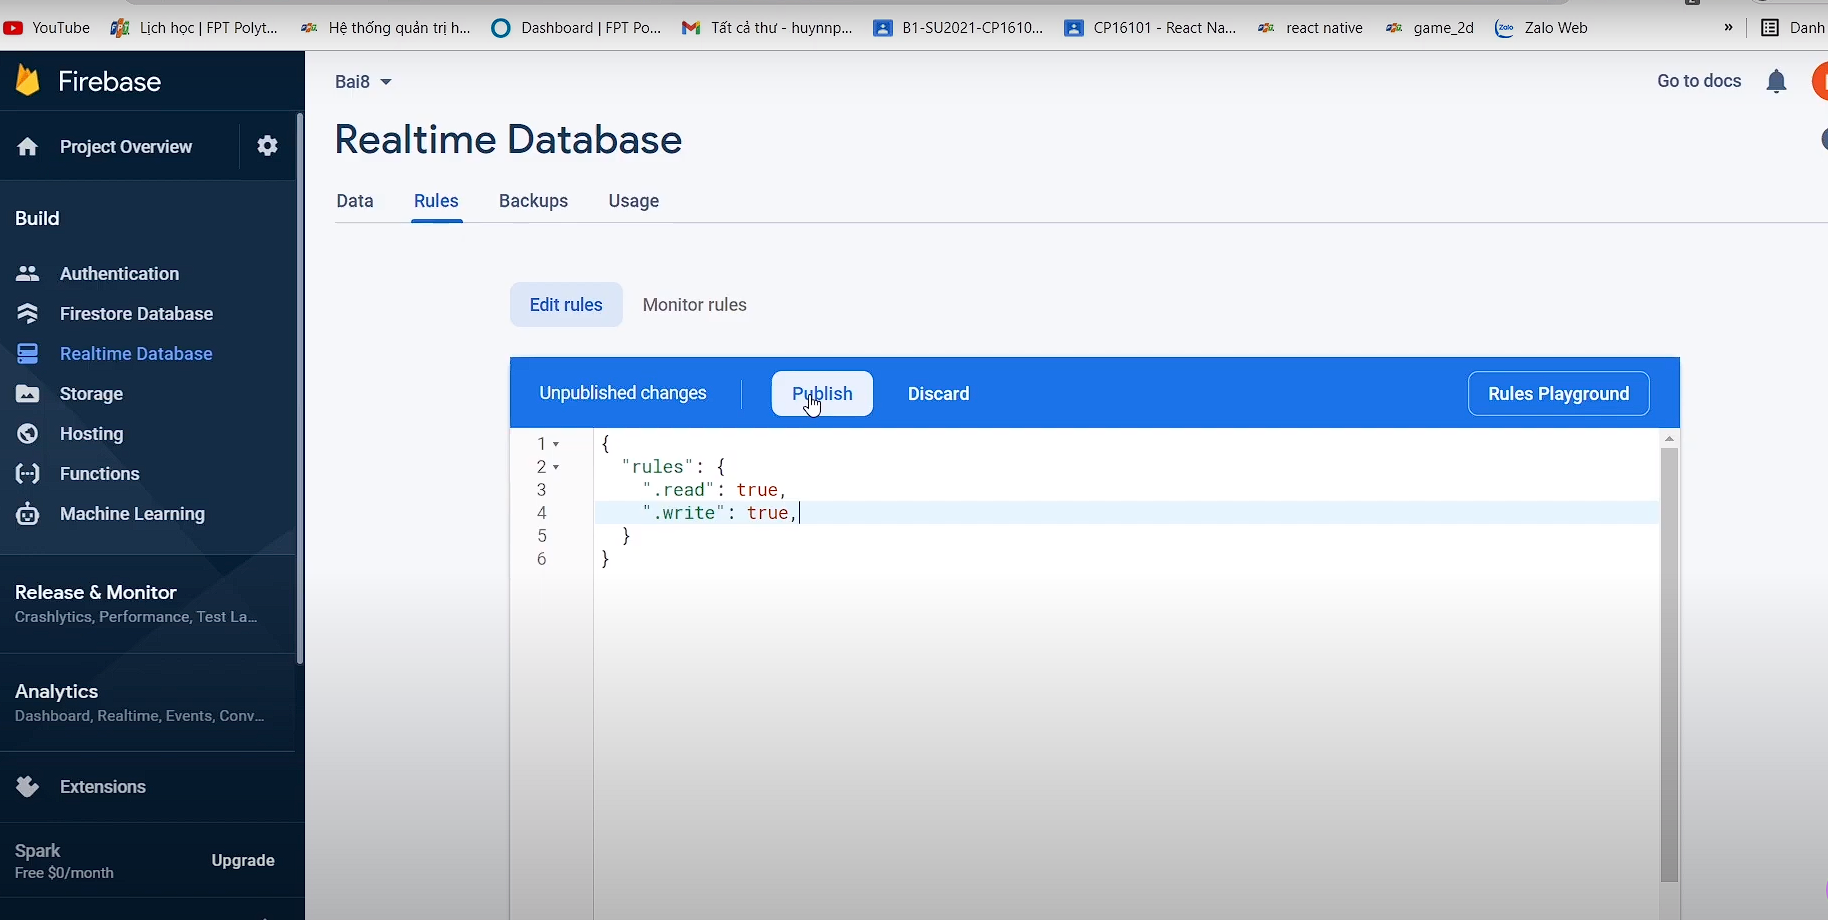 YouTube Lịch học | FPT Polyt... Hệ thống quản trị h... Dashboard | FPT Po... Tất cả thư - huynnp... B1-SU2021-CP1610... CP16101 - React Na... react native game_2d Zalo Web » Danh
Firebase
Bai8
Go to docs
Project Overview
Realtime Database
Data Rules Backups Usage
Build
Authentication
Firestore Database
Realtime Database
Storage
Hosting
Functions
Machine Learning
Release & Monitor
Crashlytics, Performance, Test La...
Analytics
Dashboard, Realtime, Events, Conv...
Extensions
Spark
Free $0/month
Upgrade
Edit rules Monitor rules
Unpublished changes Publish Discard Rules Playground
1 {
2 "rules": {
3 ".read": true,
4 ".write": true,
5 }
6 }